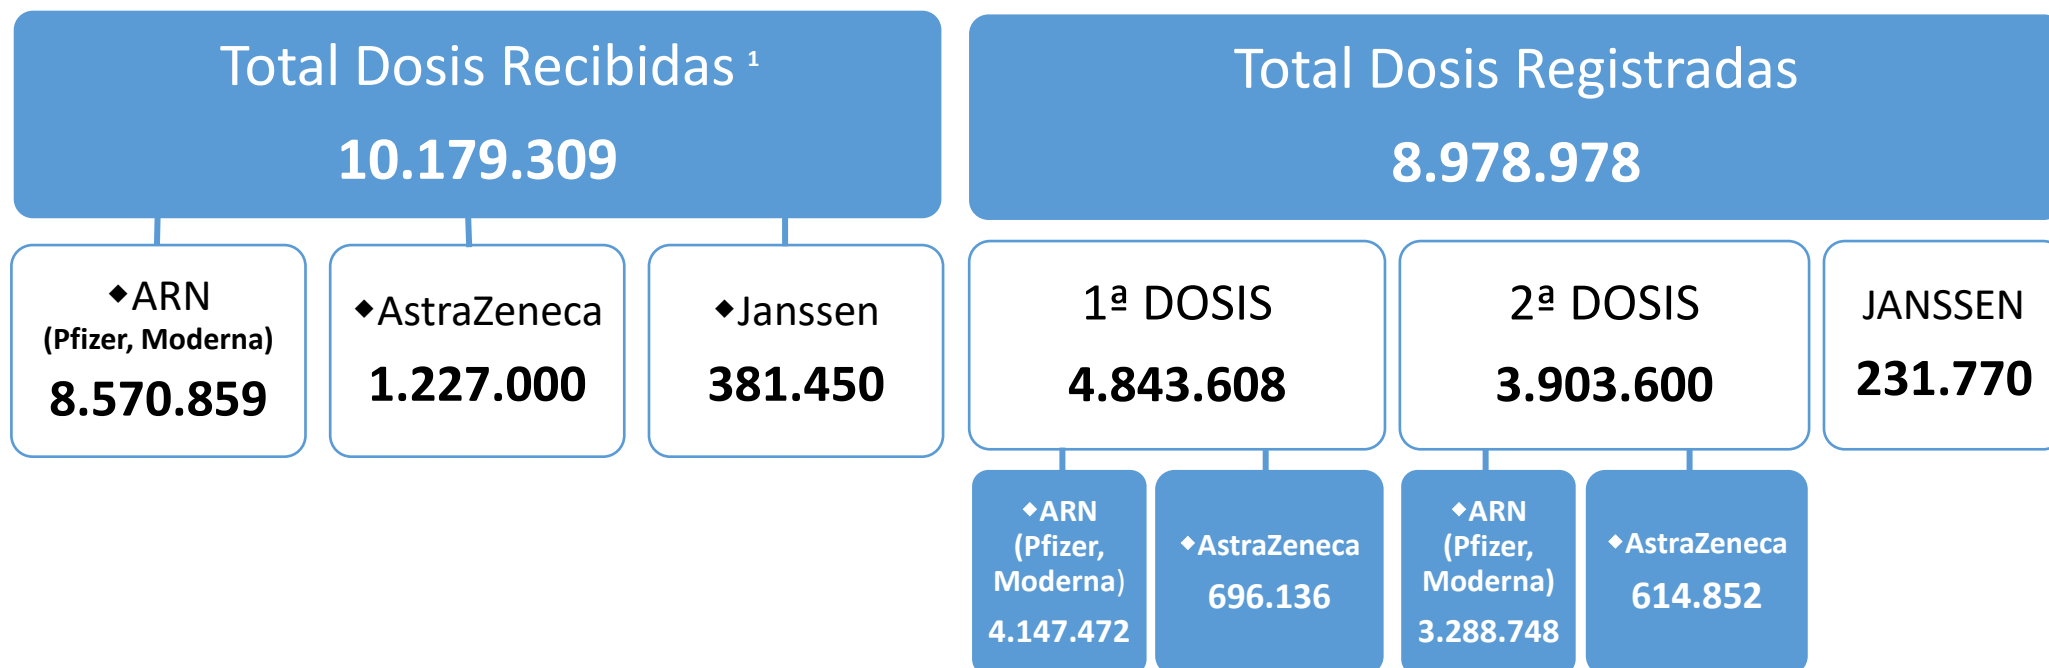 Total Dosis Recibidas ¹
10.179.309
◆ARN
(Pfizer, Moderna)
8.570.859
◆AstraZeneca
1.227.000
◆Janssen
381.450
Total Dosis Registradas
8.978.978
1ª DOSIS
4.843.608
2ª DOSIS
3.903.600
JANSSEN
231.770
◆ARN
(Pfizer,
Moderna)
4.147.472
◆AstraZeneca
696.136
◆ARN
(Pfizer,
Moderna)
3.288.748
◆AstraZeneca
614.852